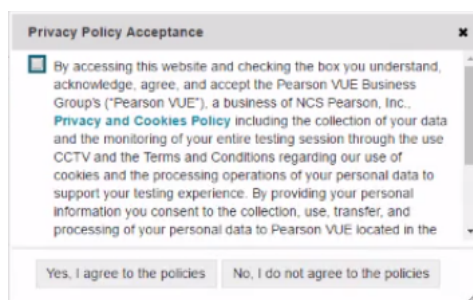 Privacy Policy Acceptance ×
By accessing this website and checking the box you understand,
acknowledge, agree, and accept the Pearson VUE Business
Group's ("Pearson VUE"), a business of NCS Pearson, Inc.,
Privacy and Cookies Policy including the collection of your data
and the monitoring of your entire testing session through the use
CCTV and the Terms and Conditions regarding our use of
cookies and the processing operations of your personal data to
support your testing experience. By providing your personal
information you consent to the collection, use, transfer, and
processing of your personal data to Pearson VUE located in the
Yes, I agree to the policies No, I do not agree to the policies